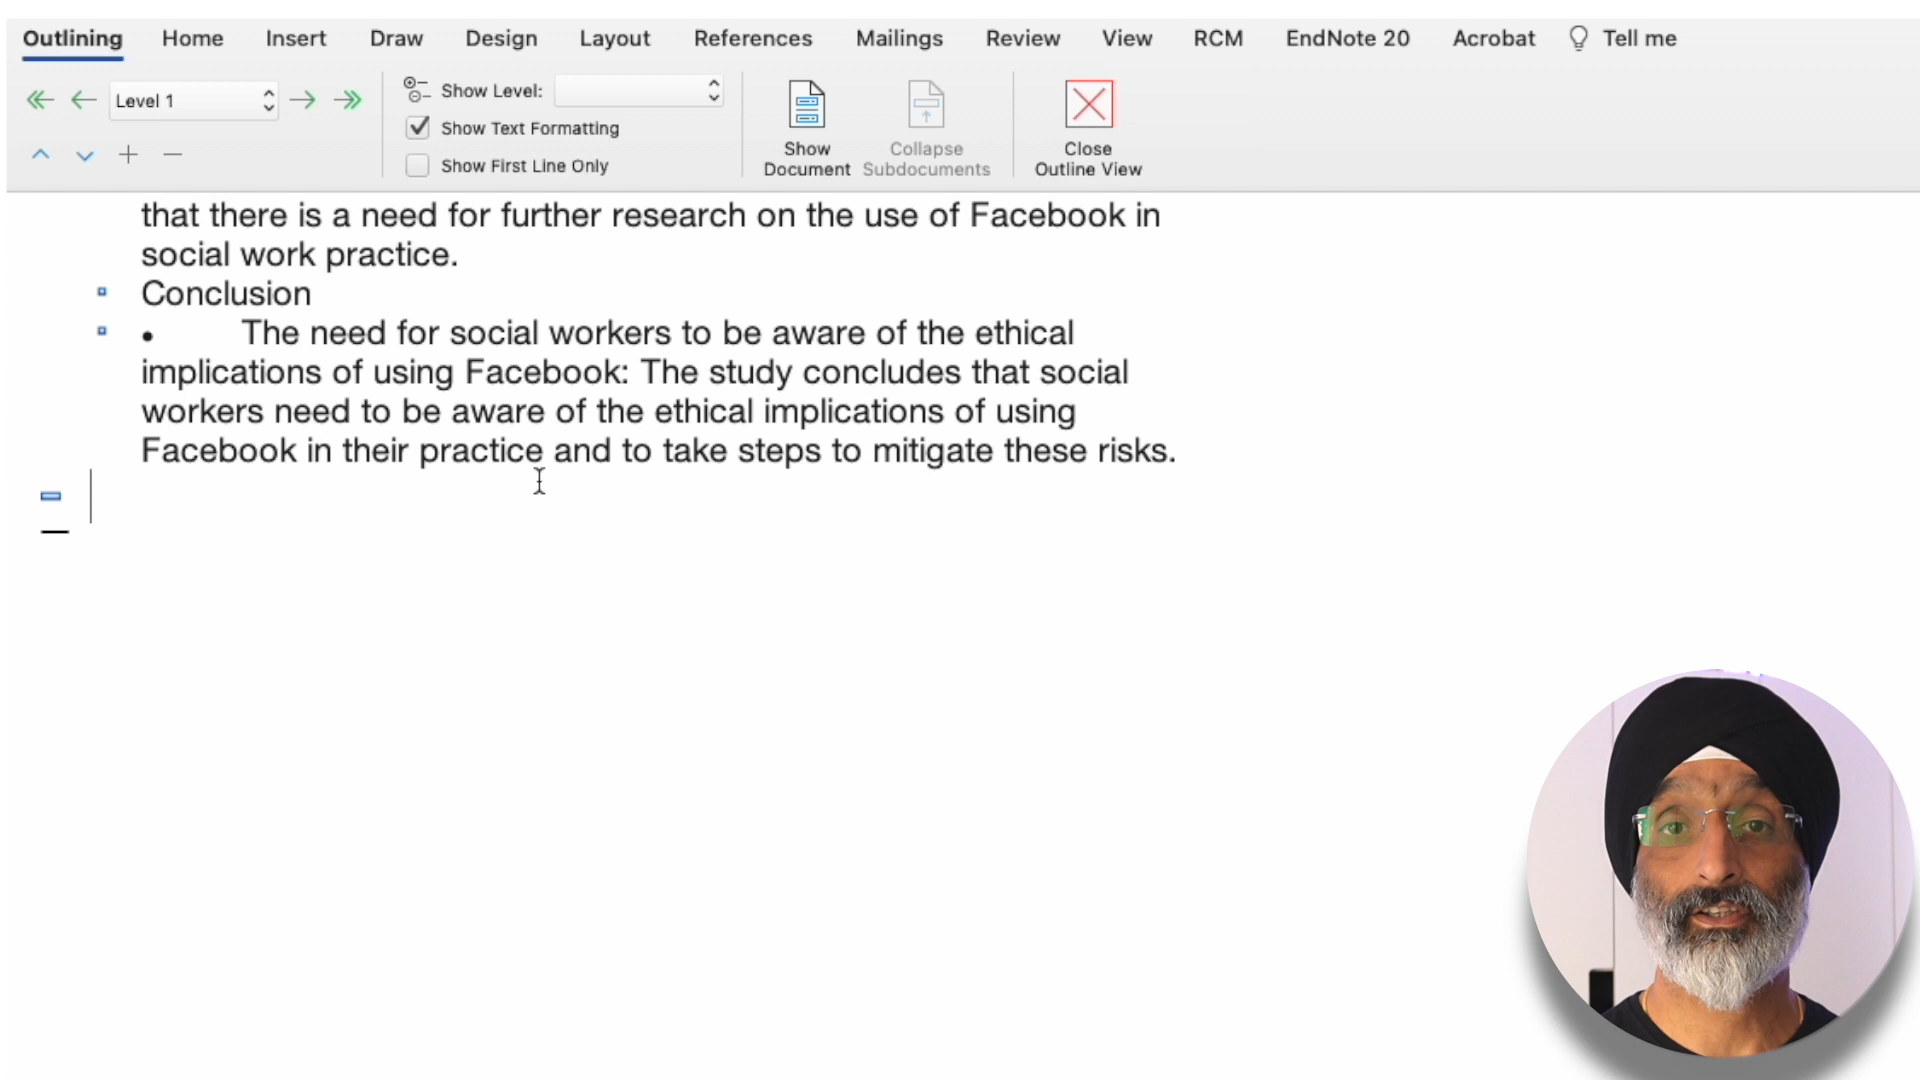 Outlining Home Insert Draw Design Layout References Mailings Review View RCM EndNote 20 Acrobat Tell me
Level 1
Show Level:
Show Text Formatting
Show First Line Only
Show
Document
Collapse
Subdocuments
Close
Outline View
that there is a need for further research on the use of Facebook in
social work practice.
Conclusion
• The need for social workers to be aware of the ethical
implications of using Facebook: The study concludes that social
workers need to be aware of the ethical implications of using
Facebook in their practice and to take steps to mitigate these risks.